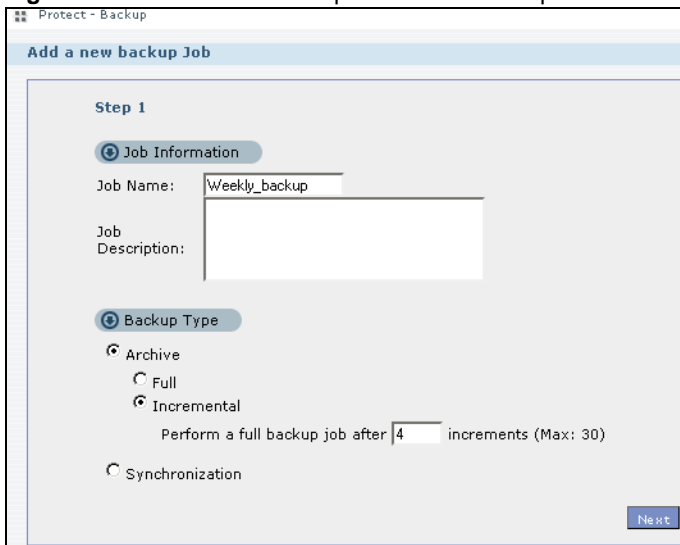 Protect - Backup
Add a new backup Job
Step 1
Job Information
Job Name: Weekly_backup
Job
Description:
Backup Type
Archive
Full
Incremental
Perform a full backup job after 4 increments (Max: 30)
Synchronization
Next